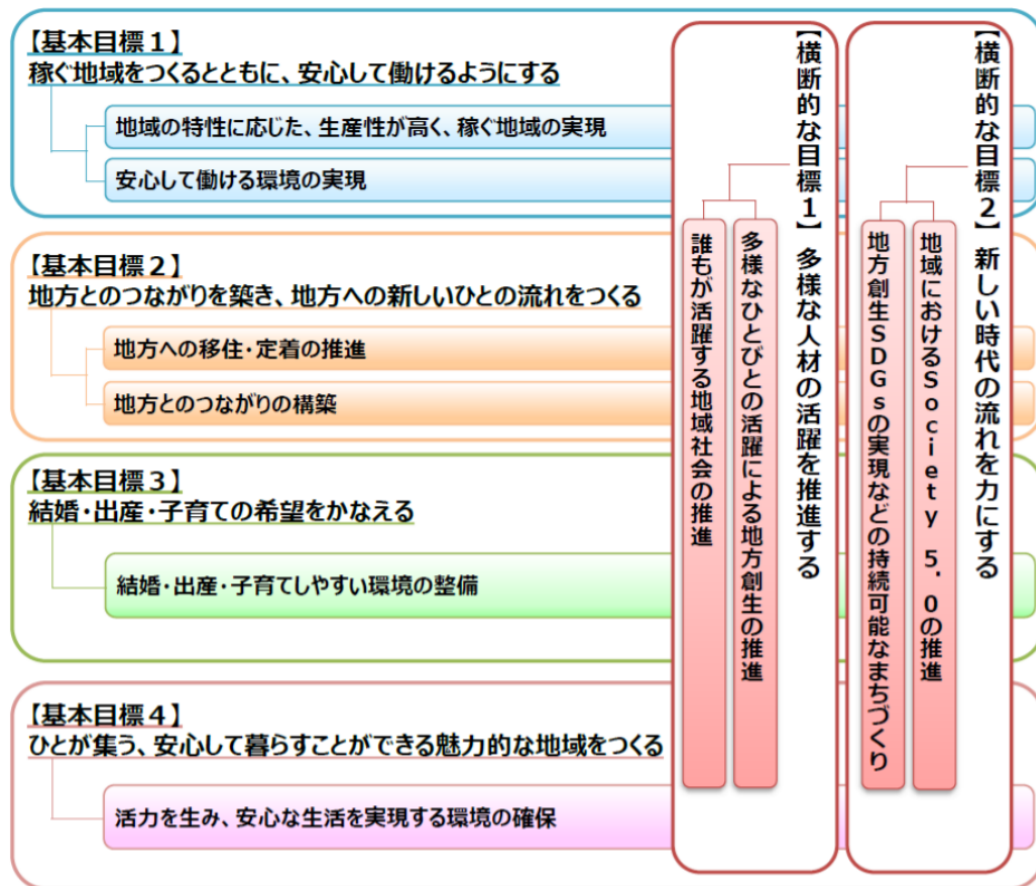 【基本目標１】
稼ぐ地域をつくるとともに、安心して働けるようにする
地域の特性に応じた、生産性が高く、稼ぐ地域の実現
安心して働ける環境の実現
【基本目標２】
地方とのつながりを築き、地方への新しいひとの流れをつくる
地方への移住・定着の推進
地方とのつながりの構築
【基本目標３】
結婚・出産・子育ての希望をかなえる
結婚・出産・子育てしやすい環境の整備
【基本目標４】
ひとが集う、安心して暮らすことができる魅力的な地域をつくる
活力を生み、安心な生活を実現する環境の確保
【横断的な目標１】多様な人材の活躍を推進する
多様なひとびとの活躍による地方創生の推進
誰もが活躍する地域社会の推進
【横断的な目標２】新しい時代の流れを力にする
地域におけるSociety 5.0の推進
地方創生SDGsの実現などの持続可能なまちづくり